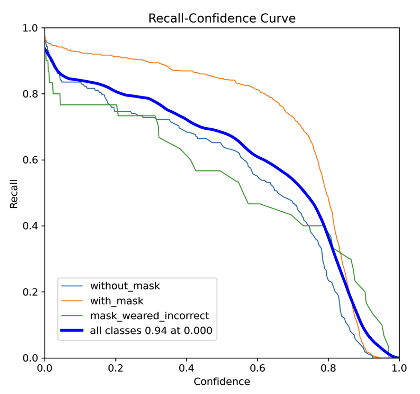 Recall-Confidence Curve
1.0
0.8
0.6
0.4
0.2
0.0
Recall
without_mask
with_mask
mask_weared_incorrect
all classes 0.94 at 0.000
0.0 0.2 0.4 0.6 0.8 1.0
Confidence